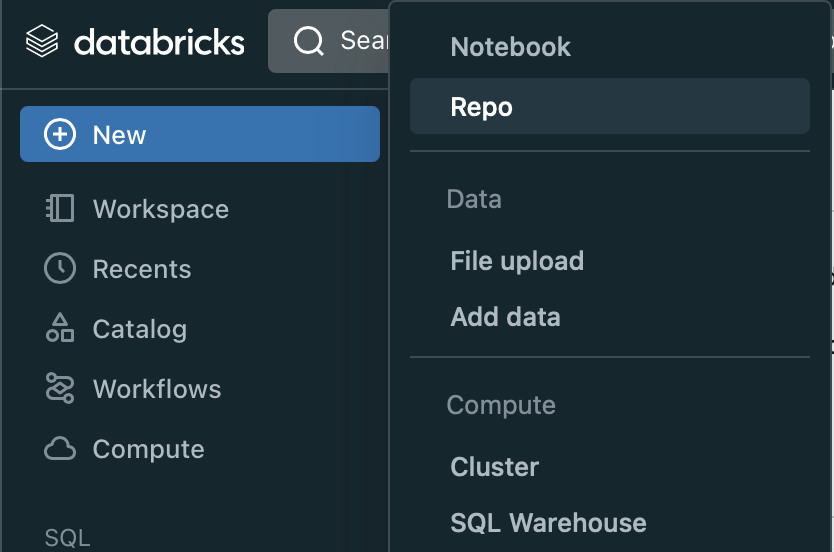 databricks
Sear
New
Workspace
Recents
Catalog
Workflows
Compute
SQL
Notebook
Repo
Data
File upload
Add data
Compute
Cluster
SQL Warehouse